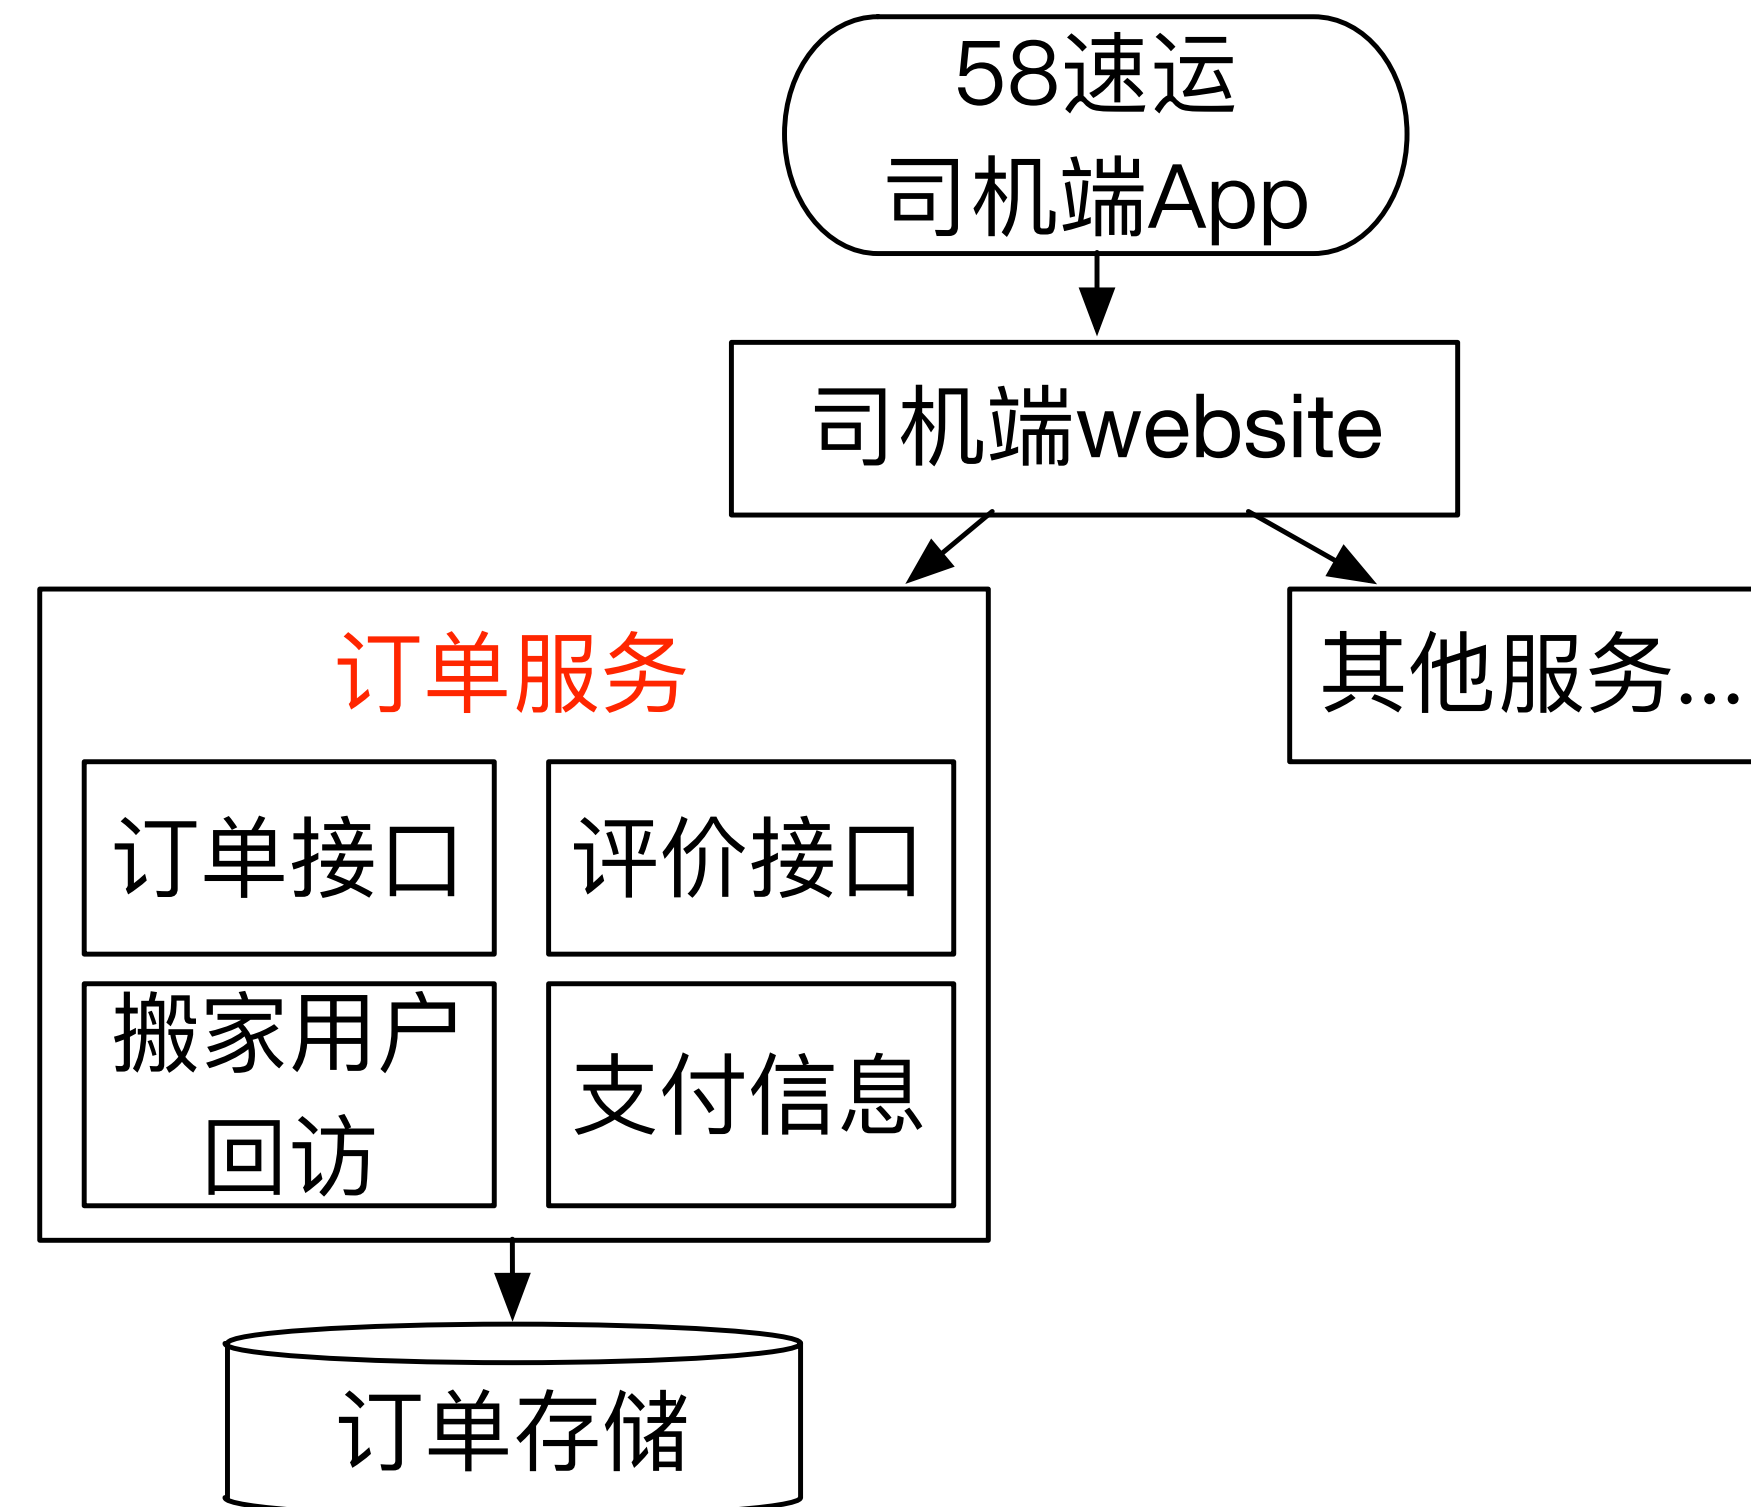 58速运
司机端App
司机端website
订单服务
其他服务...
订单接口
评价接口
搬家用户
回访
支付信息
订单存储